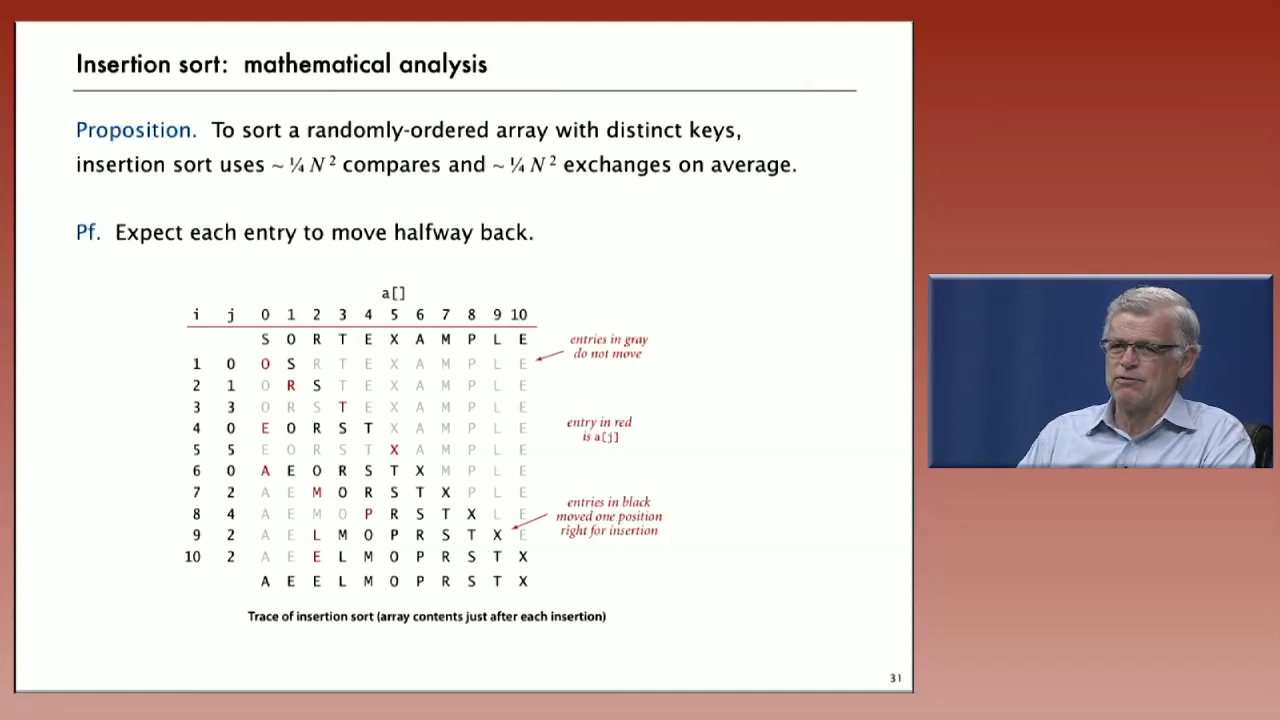 Insertion sort: mathematical analysis
Proposition. To sort a randomly-ordered array with distinct keys,
insertion sort uses ~ ¼ N² compares and ~ ¼ N² exchanges on average.
Pf. Expect each entry to move halfway back.
a[]
i j 0 1 2 3 4 5 6 7 8 9 10
S O R T E X A M P L E
1 0 O S R T E X A M P L E
2 1 O R S T E X A M P L E
3 3 O R S T E X A M P L E
4 0 E O R S T X A M P L E
5 5 E O R S T X A M P L E
6 0 A E O R S T X M P L E
7 2 A E M O R S T X P L E
8 4 A E M O P R S T X L E
9 2 A E L M O P R S T X E
10 2 A E E L M O P R S T X
A E E L M O P R S T X
entries in gray
do not move
entry in red
is a[j]
entries in black
moved one position
right for insertion
Trace of insertion sort (array contents just after each insertion)
31